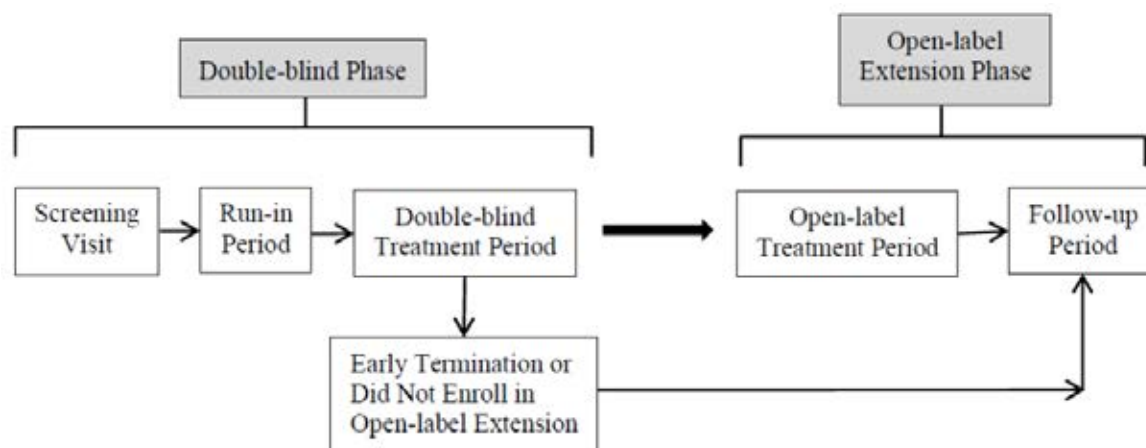 Double-blind Phase
Open-label
Extension Phase
Screening
Visit
Run-in
Period
Double-blind
Treatment Period
Open-label
Treatment Period
Follow-up
Period
Early Termination or
Did Not Enroll in
Open-label Extension